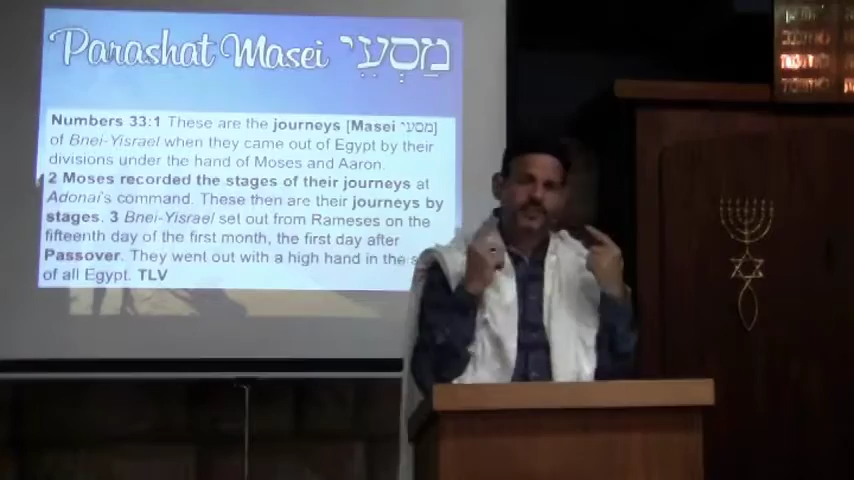 Parashat Masei מַסְעֵי
Numbers 33:1 These are the journeys [Masei מסעי]
of Bnei-Yisrael when they came out of Egypt by their
divisions under the hand of Moses and Aaron.
2 Moses recorded the stages of their journeys at
Adonai's command. These then are their journeys by
stages. 3 Bnei-Yisrael set out from Rameses on the
fifteenth day of the first month, the first day after
Passover. They went out with a high hand in the
of all Egypt. TLV